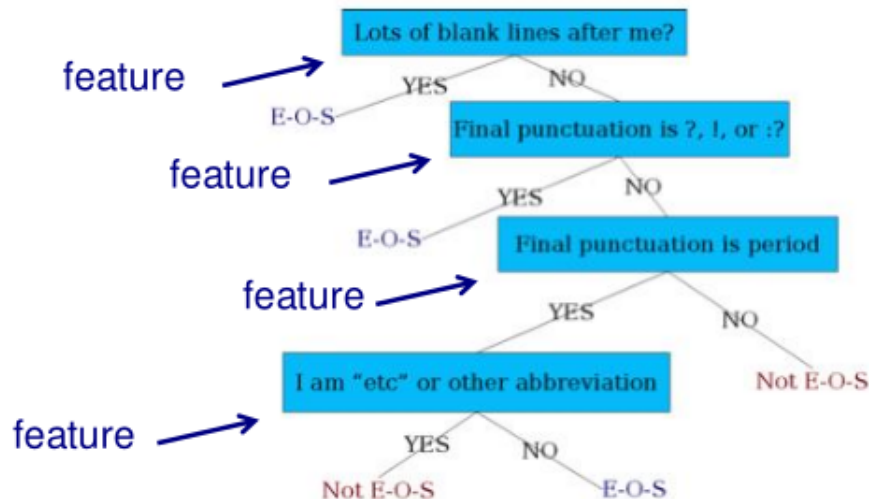 Lots of blank lines after me?
feature
YES
NO
E-O-S
Final punctuation is ?, !, or :?
feature
YES
NO
E-O-S
Final punctuation is period
feature
YES
NO
I am “etc” or other abbreviation
Not E-O-S
feature
YES
NO
Not E-O-S
E-O-S